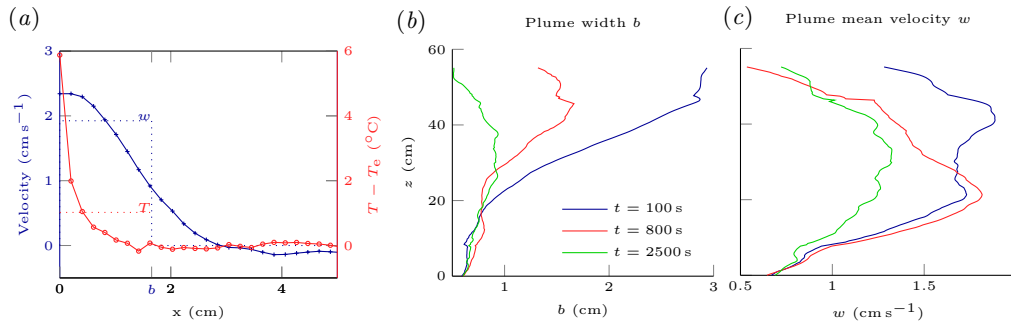 (a)
Velocity (cm s⁻¹)
3
2
1
0
w
T
6
4
2
0
T − Tₑ (°C)
0
b
2
4
x (cm)
(b)
Plume width b
z (cm)
60
40
20
0
t = 100 s
t = 800 s
t = 2500 s
1
2
3
b (cm)
(c)
Plume mean velocity w
0.5
1
1.5
w (cm s⁻¹)